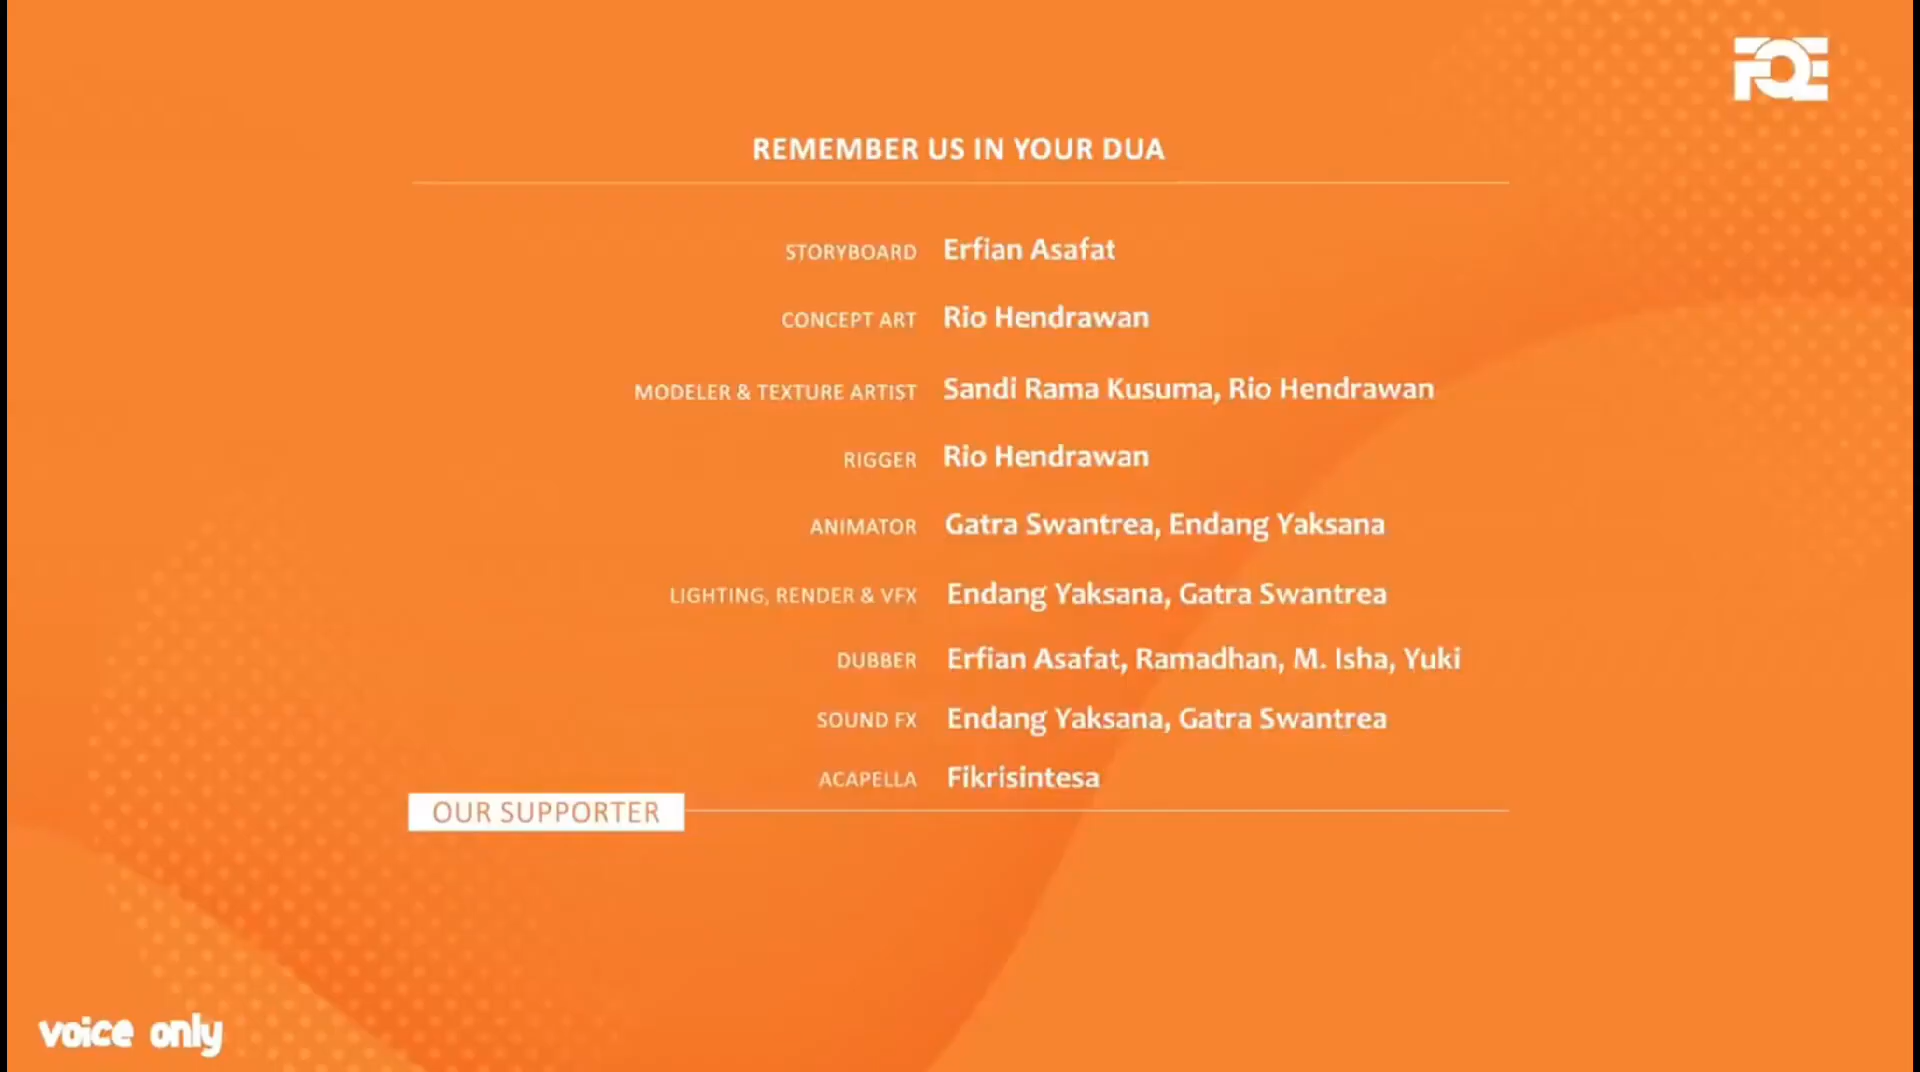 FQE
REMEMBER US IN YOUR DUA
STORYBOARD Erfian Asafat
CONCEPT ART Rio Hendrawan
MODELER & TEXTURE ARTIST Sandi Rama Kusuma, Rio Hendrawan
RIGGER Rio Hendrawan
ANIMATOR Gatra Swantrea, Endang Yaksana
LIGHTING, RENDER & VFX Endang Yaksana, Gatra Swantrea
DUBBER Erfian Asafat, Ramadhan, M. Isha, Yuki
SOUND FX Endang Yaksana, Gatra Swantrea
ACAPELLA Fikrisintesa
OUR SUPPORTER
voice only